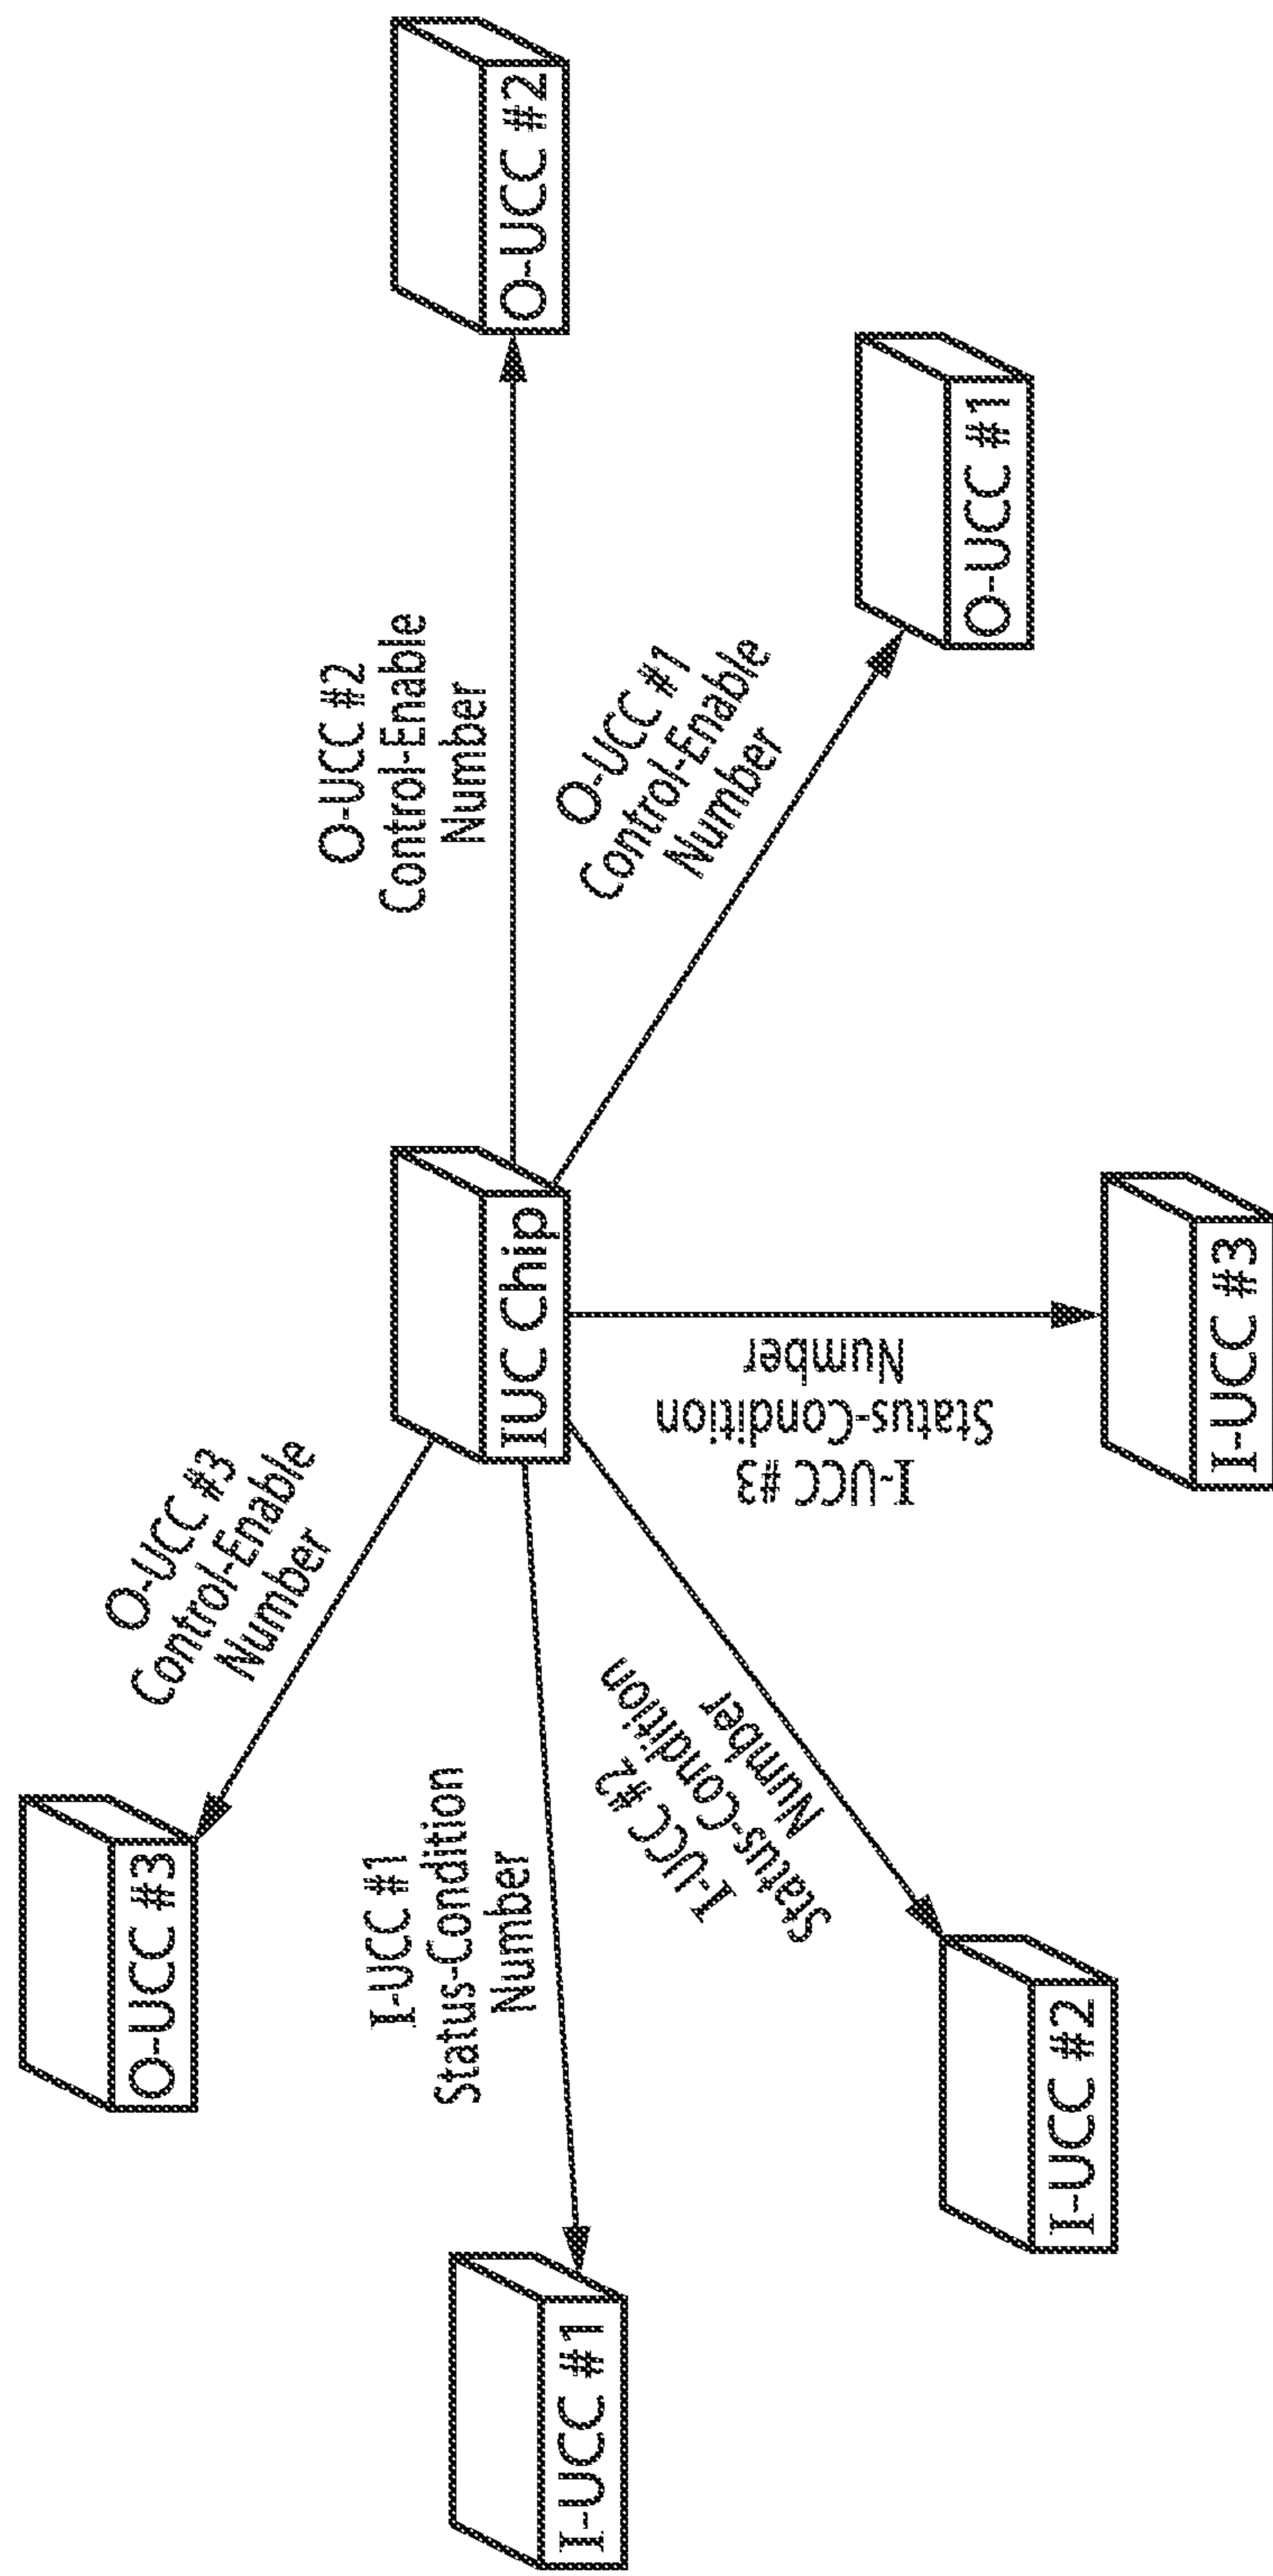 O-UCC #3
O-UCC #3
Control-Enable
Number
I-UCC #1
I-UCC #1
Status-Condition
Number
IUC Chip
O-UCC #2
Control-Enable
Number
O-UCC #2
I-UCC #2
Status-Condition
Number
I-UCC #2
I-UCC #3
Status-Condition
Number
I-UCC #3
O-UCC #1
Control-Enable
Number
O-UCC #1